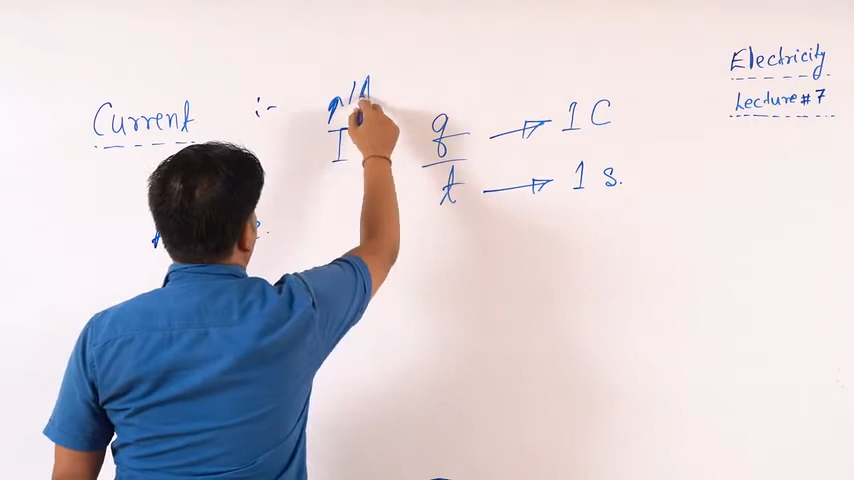 Electricity
Lecture #7
Current :-
I
q → 1 C
t → 1 s.